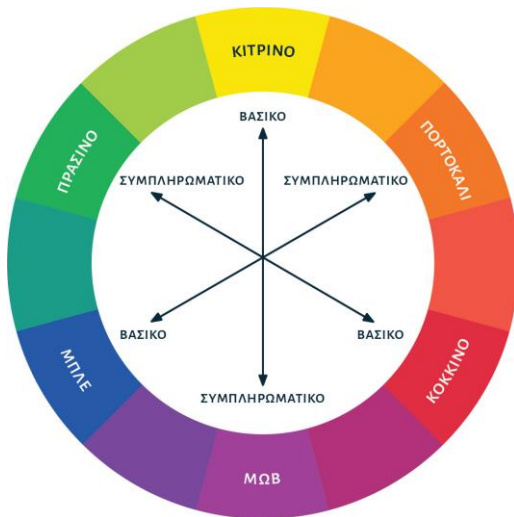 ΚΙΤΡΙΝΟ
ΒΑΣΙΚΟ
ΠΡΑΣΙΝΟ
ΠΟΡΤΟΚΑΛΙ
ΣΥΜΠΛΗΡΩΜΑΤΙΚΟ
ΣΥΜΠΛΗΡΩΜΑΤΙΚΟ
ΒΑΣΙΚΟ
ΒΑΣΙΚΟ
ΜΠΛΕ
ΚΟΚΚΙΝΟ
ΣΥΜΠΛΗΡΩΜΑΤΙΚΟ
ΜΩΒ